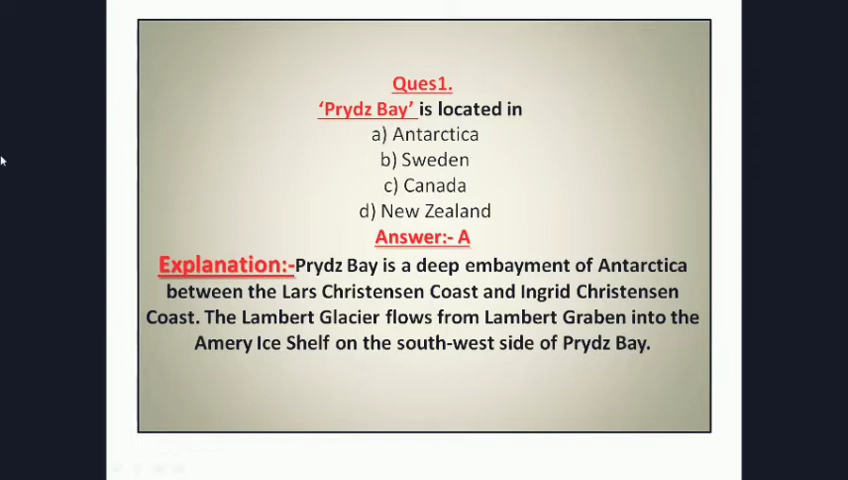 Ques1.
‘Prydz Bay’ is located in
a) Antarctica
b) Sweden
c) Canada
d) New Zealand
Answer:- A
Explanation:-Prydz Bay is a deep embayment of Antarctica
between the Lars Christensen Coast and Ingrid Christensen
Coast. The Lambert Glacier flows from Lambert Graben into the
Amery Ice Shelf on the south-west side of Prydz Bay.